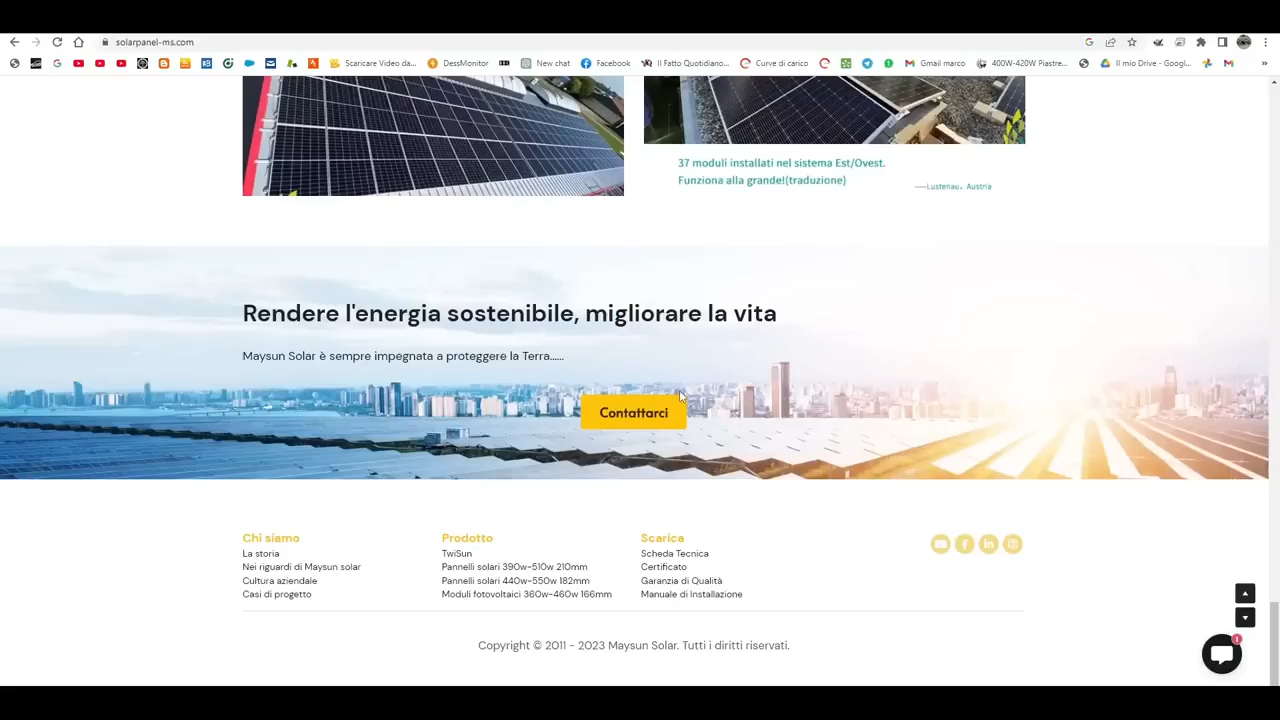 solarpanel-ms.com
Scaricare Video da...
DessMonitor
New chat
Facebook
Il Fatto Quotidiano...
Curve di carico
Gmail marco
400W-420W Piastre...
Il mio Drive - Googl...
37 moduli installati nel sistema Est/Ovest.
Funziona alla grande!(traduzione)
——Lustenau, Austria
Rendere l'energia sostenibile, migliorare la vita
Maysun Solar è sempre impegnata a proteggere la Terra......
Contattarci
Chi siamo
La storia
Nei riguardi di Maysun solar
Cultura aziendale
Casi di progetto
Prodotto
TwiSun
Pannelli solari 390w-510w 210mm
Pannelli solari 440w-550w 182mm
Moduli fotovoltaici 360w-460w 166mm
Scarica
Scheda Tecnica
Certificato
Garanzia di Qualità
Manuale di Installazione
Copyright © 2011 - 2023 Maysun Solar. Tutti i diritti riservati.
1